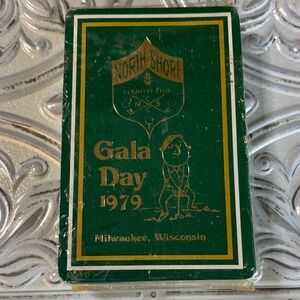 NORTH SHORE
COUNTRY CLUB
N S
Gala
Day
1979
Milwaukee, Wisconsin